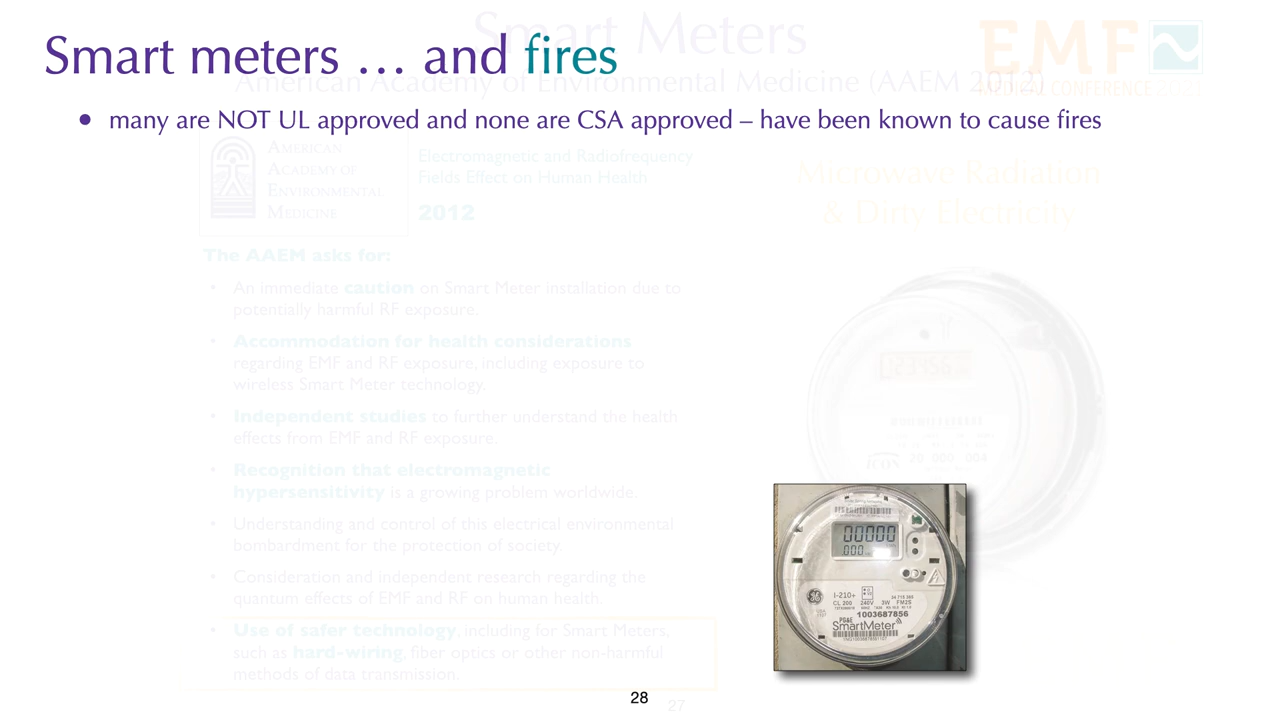 Smart meters … and fires
• many are NOT UL approved and none are CSA approved – have been known to cause fires
Smart Meters
American Academy of Environmental Medicine (AAEM 2012)
EMF
MEDICAL CONFERENCE 2021
AMERICAN
ACADEMY OF
ENVIRONMENTAL
MEDICINE
Electromagnetic and Radiofrequency
Fields Effect on Human Health
2012
Microwave Radiation
& Dirty Electricity
The AAEM asks for:
• An immediate caution on Smart Meter installation due to
potentially harmful RF exposure.
• Accommodation for health considerations
regarding EMF and RF exposure, including exposure to
wireless Smart Meter technology.
• Independent studies to further understand the health
effects from EMF and RF exposure.
• Recognition that electromagnetic
hypersensitivity is a growing problem worldwide.
• Understanding and control of this electrical environmental
bombardment for the protection of society.
• Consideration and independent research regarding the
quantum effects of EMF and RF on human health.
• Use of safer technology, including for Smart Meters,
such as hard-wiring, fiber optics or other non-harmful
methods of data transmission.
123456
ICON
20 000 004
00000
000
GE
I-210+
CL 200 240V 3W FM2S
1003687856
PG&E
SmartMeter
28
27